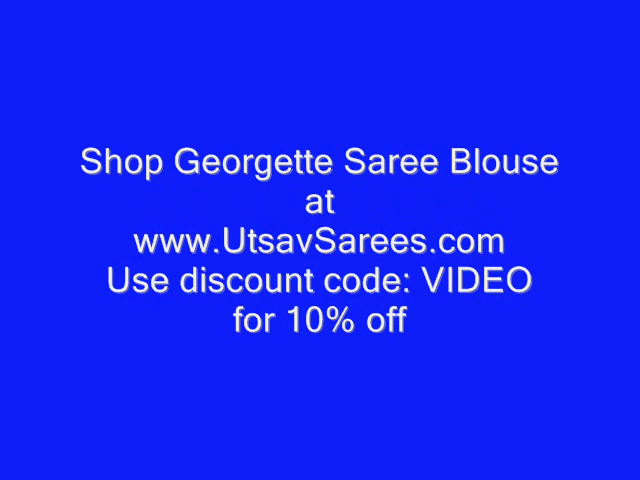 Shop Georgette Saree Blouse
at
www.UtsavSarees.com
Use discount code: VIDEO
for 10% off